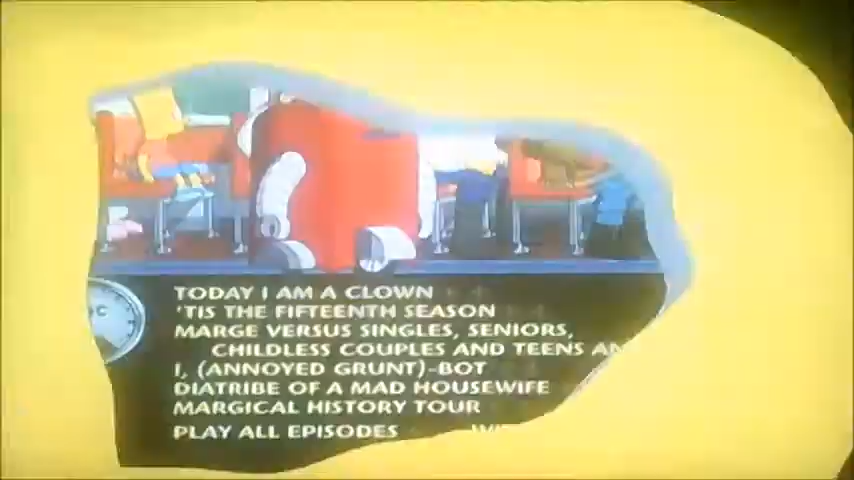 TODAY I AM A CLOWN
'TIS THE FIFTEENTH SEASON
MARGE VERSUS SINGLES, SENIORS,
CHILDLESS COUPLES AND TEENS
I, (ANNOYED GRUNT)-BOT
DIATRIBE OF A MAD HOUSEWIFE
MARGICAL HISTORY TOUR
PLAY ALL EPISODES